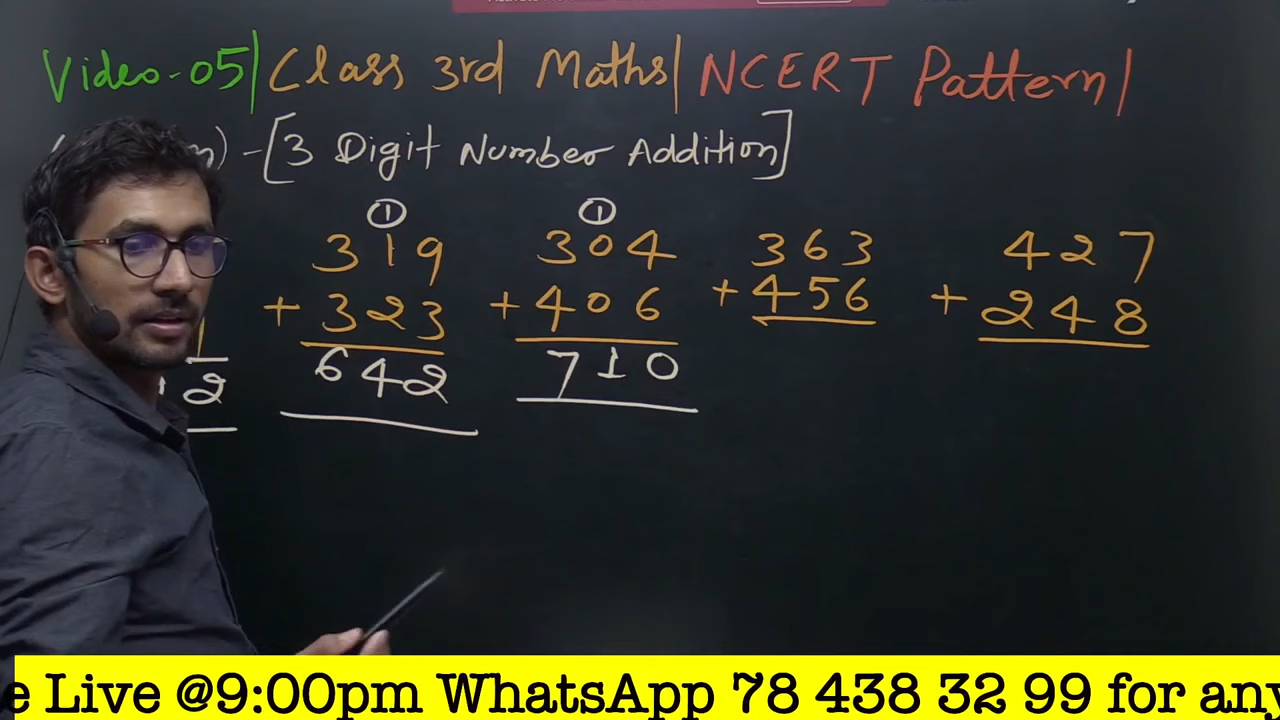 Video-05| Class 3rd Maths| NCERT Pattern|
) - [3 Digit Number Addition]
① ①
319 304 363 427
+ 323 + 406 + 456 + 248
2 642 710
e Live @9:00pm WhatsApp 78 438 32 99 for any